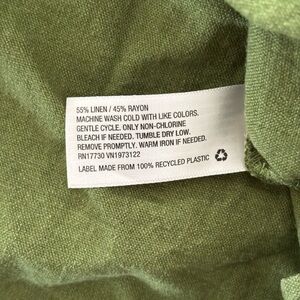 55% LINEN / 45% RAYON
MACHINE WASH COLD WITH LIKE COLORS.
GENTLE CYCLE. ONLY NON-CHLORINE
BLEACH IF NEEDED. TUMBLE DRY LOW.
REMOVE PROMPTLY. WARM IRON IF NEEDED.
RN17730 VN1973122
LABEL MADE FROM 100% RECYCLED PLASTIC